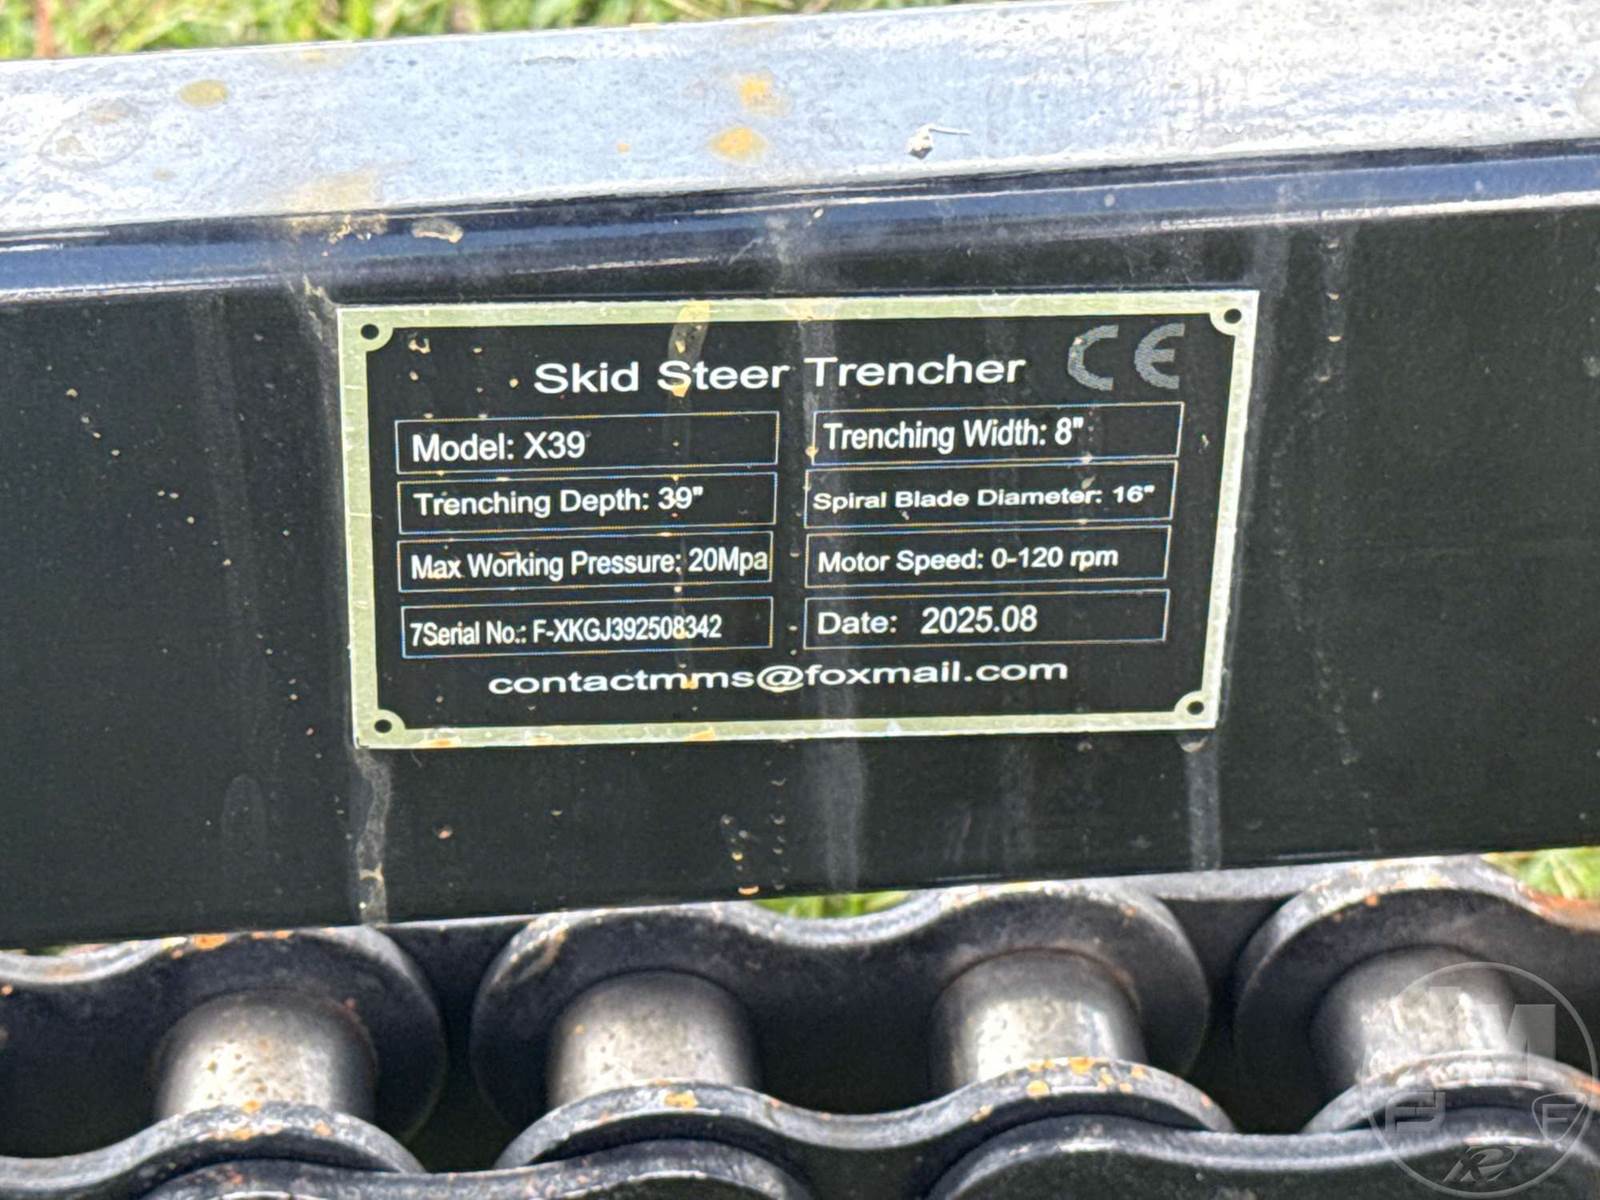 Skid Steer Trencher CE
Model: X39
Trenching Width: 8"
Trenching Depth: 39"
Spiral Blade Diameter: 16"
Max Working Pressure: 20Mpa
Motor Speed: 0-120 rpm
7Serial No.: F-XKGJ392508342
Date: 2025.08
contactmms@foxmail.com